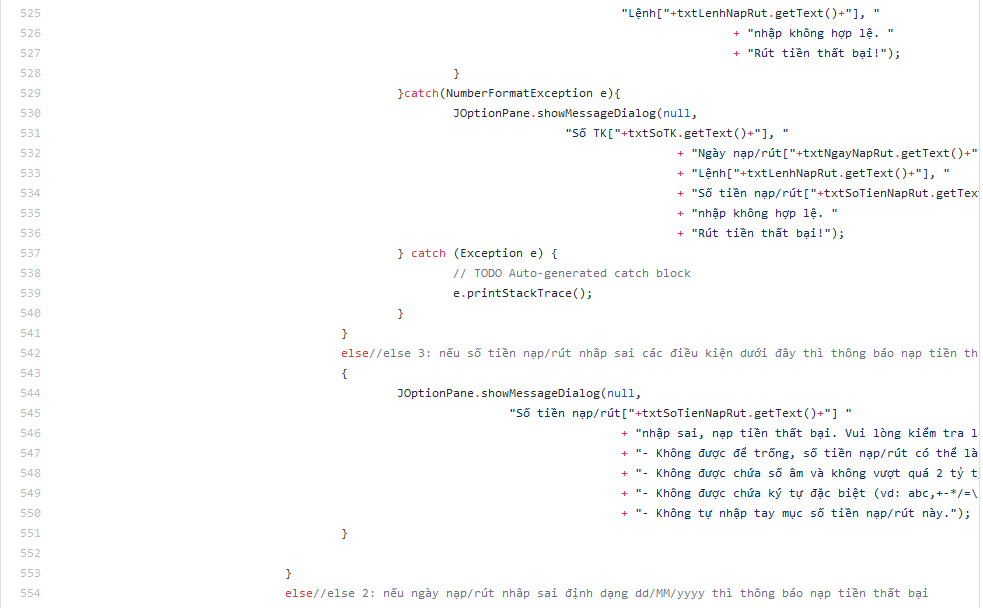 525 "Lệnh["+txtLenhNapRut.getText()+"], "
526 + "nhập không hợp lệ. "
527 + "Rút tiền thất bại!");
528 }
529 }catch(NumberFormatException e){
530 JOptionPane.showMessageDialog(null,
531 "Số TK["+txtSoTK.getText()+"], "
532 + "Ngày nạp/rút["+txtNgayNapRut.getText()+"
533 + "Lệnh["+txtLenhNapRut.getText()+"], "
534 + "Số tiền nạp/rút["+txtSoTienNapRut.getTex
535 + "nhập không hợp lệ. "
536 + "Rút tiền thất bại!");
537 } catch (Exception e) {
538 // TODO Auto-generated catch block
539 e.printStackTrace();
540 }
541 }
542 else//else 3: nếu số tiền nạp/rút nhâp sai các điều kiện dưới đây thì thông báo nạp tiền th
543 {
544 JOptionPane.showMessageDialog(null,
545 "Số tiền nạp/rút["+txtSoTienNapRut.getText()+"] "
546 + "nhập sai, nạp tiền thất bại. Vui lòng kiểm tra l
547 + "- Không được để trống, số tiền nạp/rút có thể là
548 + "- Không được chứa số âm và không vượt quá 2 tỷ t
549 + "- Không được chứa ký tự đặc biệt (vd: abc,+-*/=\
550 + "- Không tự nhập tay mục số tiền nạp/rút này.");
551 }
552
553 }
554 else//else 2: nếu ngày nạp/rút nhâp sai định dạng dd/MM/yyyy thì thông báo nạp tiền thất bại